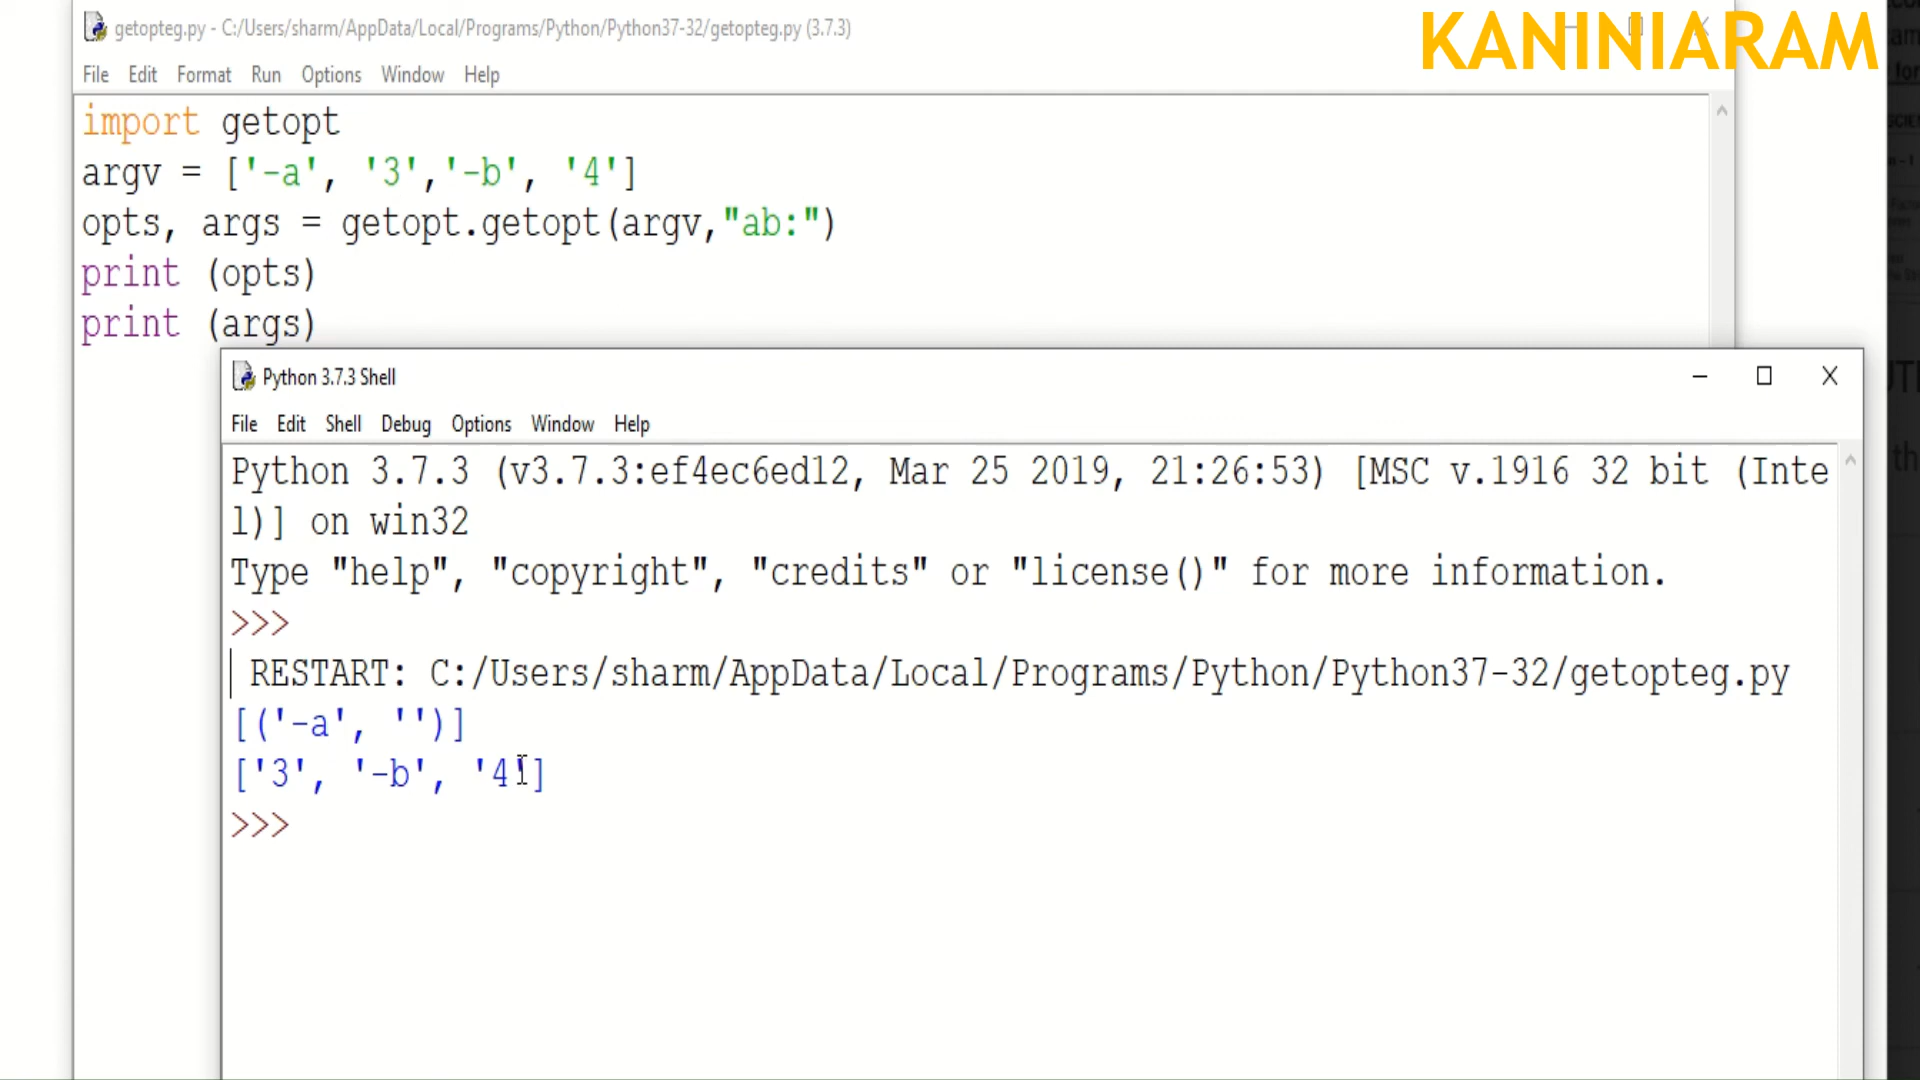 KANINIARAM
getopteg.py - C:/Users/sharm/AppData/Local/Programs/Python/Python37-32/getopteg.py (3.7.3)
File Edit Format Run Options Window Help
import getopt
argv = ['-a', '3','-b', '4']
opts, args = getopt.getopt(argv,"ab:")
print (opts)
print (args)
Python 3.7.3 Shell
File Edit Shell Debug Options Window Help
Python 3.7.3 (v3.7.3:ef4ec6ed12, Mar 25 2019, 21:26:53) [MSC v.1916 32 bit (Inte
l)] on win32
Type "help", "copyright", "credits" or "license()" for more information.
>>>
RESTART: C:/Users/sharm/AppData/Local/Programs/Python/Python37-32/getopteg.py
[('-a', '')]
['3', '-b', '4']
>>>